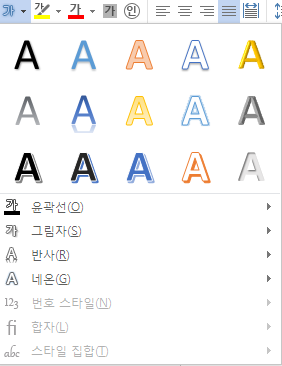 가 가 가 가 인
A A A A A
A A A A A
A A A A A
가 윤곽선(O)
가 그림자(S)
A 반사(R)
A 네온(G)
123 번호 스타일(N)
fi 합자(L)
abc 스타일 집합(T)